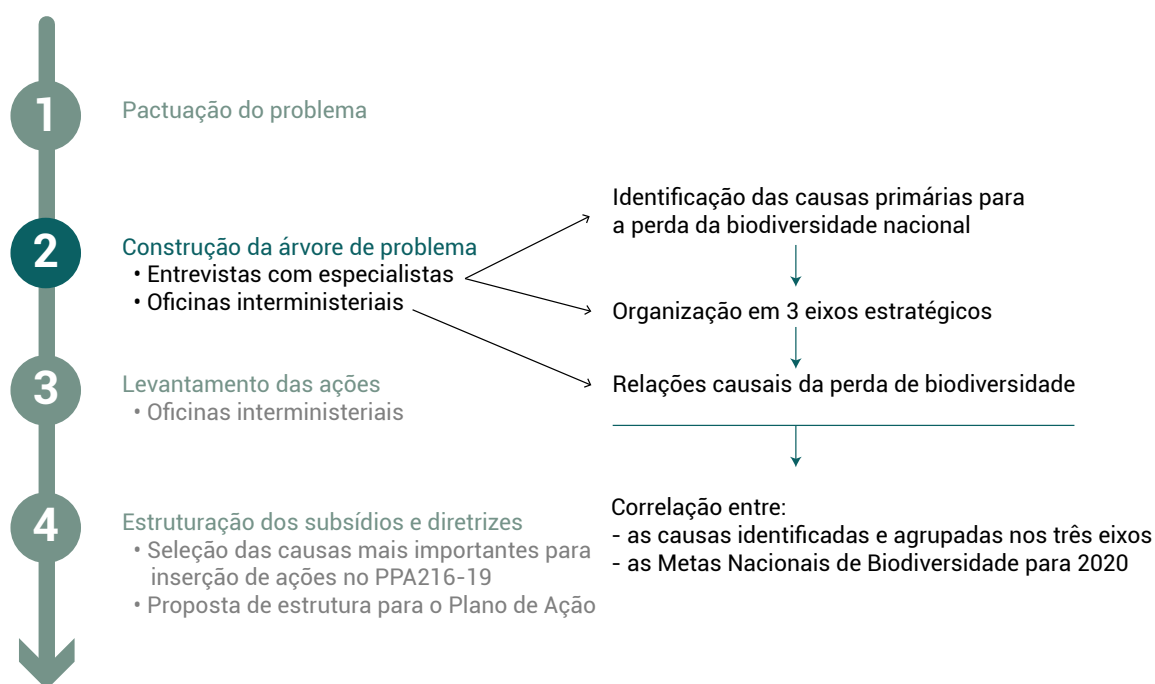 1
Pactuação do problema
2
Construção da árvore de problema
• Entrevistas com especialistas
• Oficinas interministeriais
Identificação das causas primárias para
a perda da biodiversidade nacional
Organização em 3 eixos estratégicos
Relações causais da perda de biodiversidade
3
Levantamento das ações
• Oficinas interministeriais
4
Estruturação dos subsídios e diretrizes
• Seleção das causas mais importantes para
inserção de ações no PPA216-19
• Proposta de estrutura para o Plano de Ação
Correlação entre:
- as causas identificadas e agrupadas nos três eixos
- as Metas Nacionais de Biodiversidade para 2020